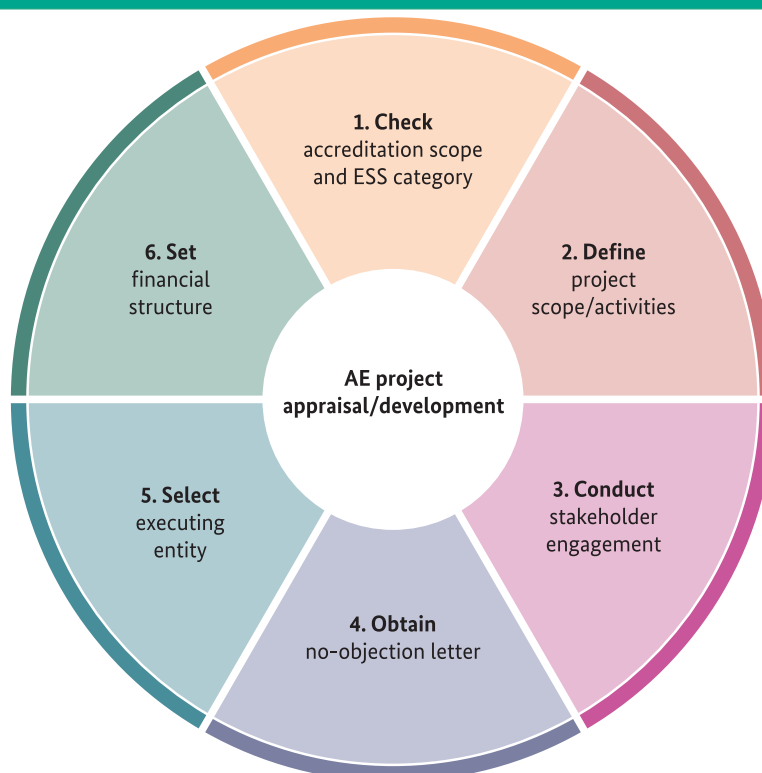 1. Check
accreditation scope
and ESS category
2. Define
project
scope/activities
3. Conduct
stakeholder
engagement
4. Obtain
no-objection letter
5. Select
executing
entity
6. Set
financial
structure
AE project
appraisal/development